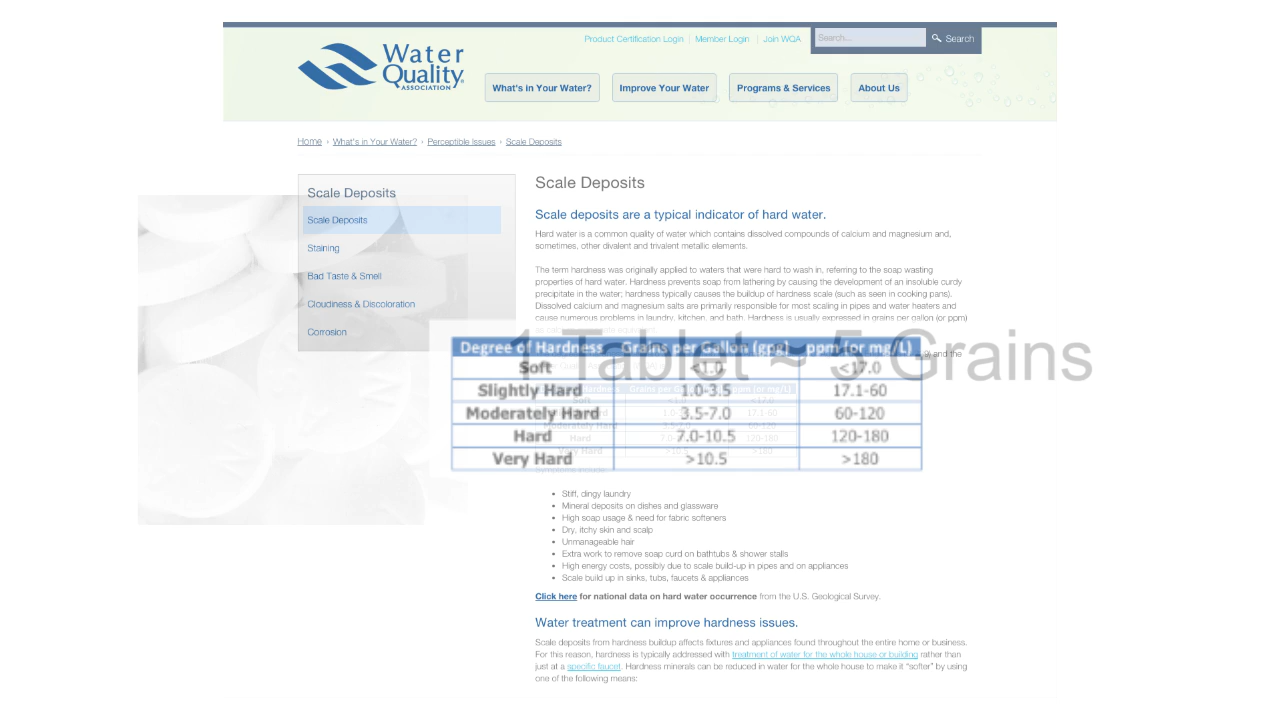 Product Certification Login | Member Login | Join WQA
Search...
Search
Water
Quality
ASSOCIATION
What's in Your Water?
Improve Your Water
Programs & Services
About Us
Home › What's in Your Water? › Perceptible Issues › Scale Deposits
Scale Deposits
Scale Deposits
Staining
Bad Taste & Smell
Cloudiness & Discoloration
Corrosion
Scale Deposits
Scale deposits are a typical indicator of hard water.
Hard water is a common quality of water which contains dissolved compounds of calcium and magnesium and,
sometimes, other divalent and trivalent metallic elements.
The term hardness was originally applied to waters that were hard to wash in, referring to the soap wasting
properties of hard water. Hardness prevents soap from lathering by causing the development of an insoluble curdy
precipitate in the water; hardness typically causes the buildup of hardness scale (such as seen in cooking pans).
Dissolved calcium and magnesium salts are primarily responsible for most scaling in pipes and water heaters and
cause numerous problems in laundry, kitchen, and bath. Hardness is usually expressed in grains per gallon (or ppm)
and the
1 Tablet ≈ 5 Grains
Degree of Hardness Grains per Gallon (gpg) ppm (or mg/L)
Soft <1.0 <17.0
Slightly Hard 1.0-3.5 17.1-60
Moderately Hard 3.5-7.0 60-120
Hard 7.0-10.5 120-180
Very Hard >10.5 >180
• Stiff, dingy laundry
• Mineral deposits on dishes and glassware
• High soap usage & need for fabric softeners
• Dry, itchy skin and scalp
• Unmanageable hair
• Extra work to remove soap curd on bathtubs & shower stalls
• High energy costs, possibly due to scale build-up in pipes and on appliances
• Scale build up in sinks, tubs, faucets & appliances
Click here for national data on hard water occurrence from the U.S. Geological Survey.
Water treatment can improve hardness issues.
Scale deposits from hardness buildup affects fixtures and appliances found throughout the entire home or business.
For this reason, hardness is typically addressed with treatment of water for the whole house or building rather than
just at a specific faucet. Hardness minerals can be reduced in water for the whole house to make it “softer” by using
one of the following means: